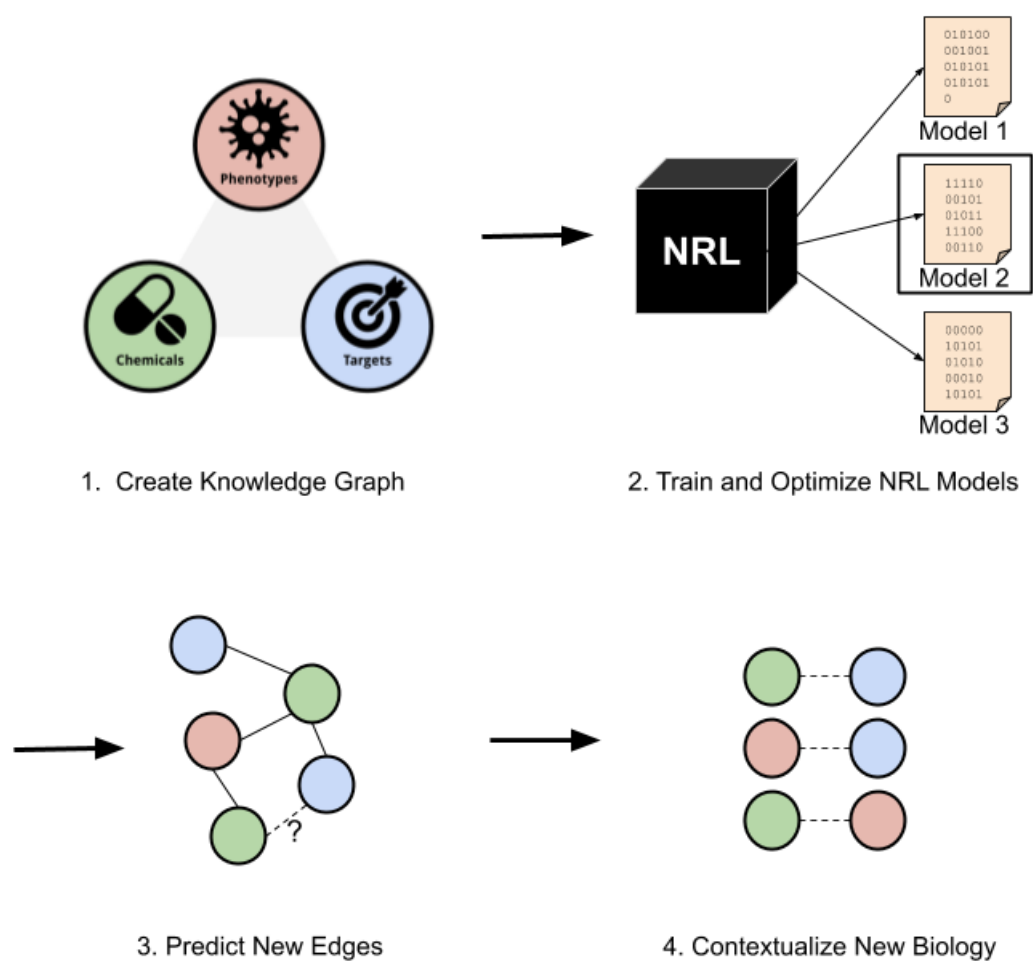 Phenotypes
Chemicals
Targets
1. Create Knowledge Graph
NRL
010100
001001
010101
010101
0
Model 1
11110
00101
01011
11100
00110
Model 2
00000
10101
01010
00010
10101
Model 3
2. Train and Optimize NRL Models
?
3. Predict New Edges
4. Contextualize New Biology